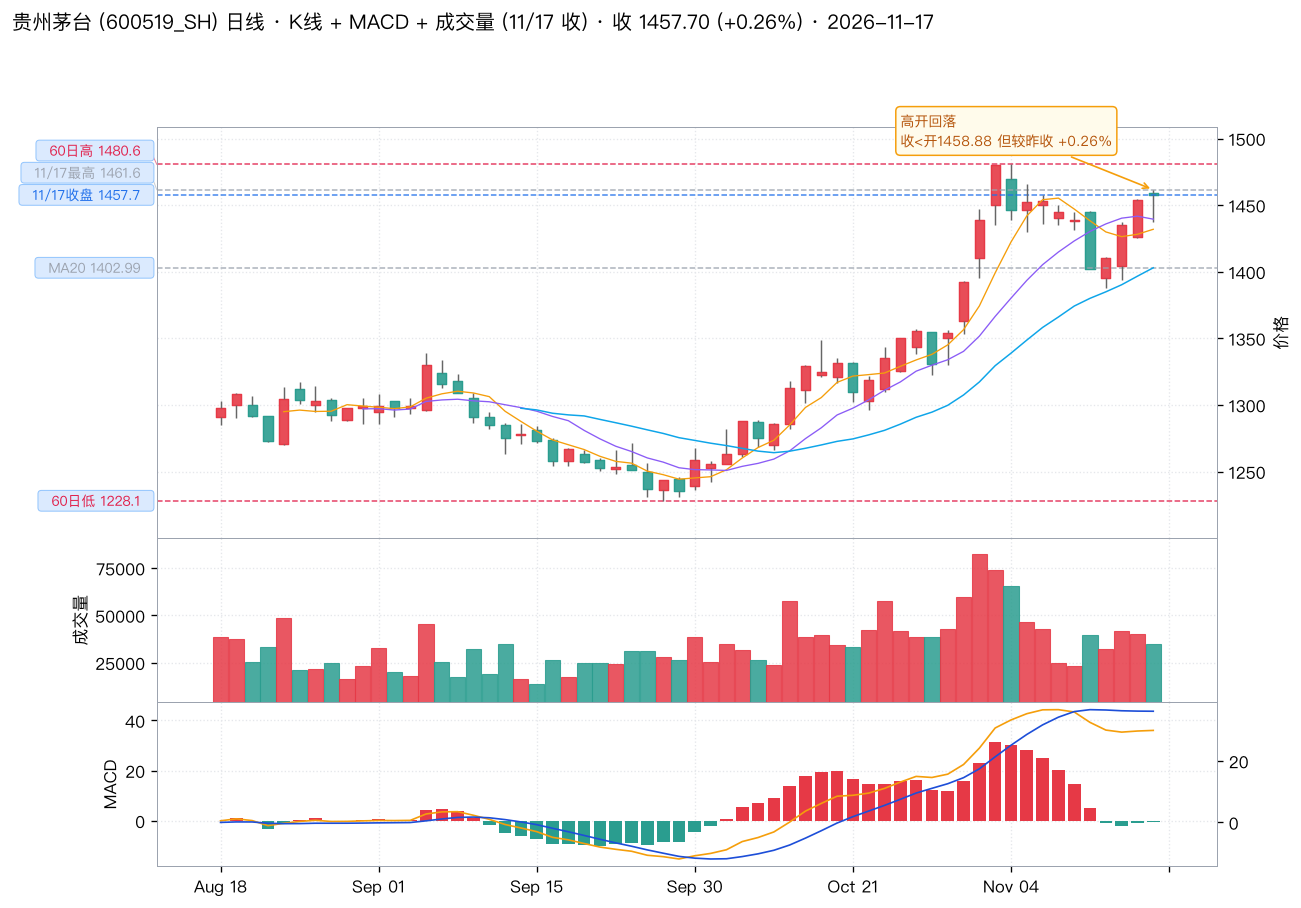 贵州茅台 (600519_SH) 日线 · K线 + MACD + 成交量 (11/17 收) · 收 1457.70 (+0.26%) · 2026−11−17
高开回落
收<开1458.88 但较昨收 +0.26%
60日高 1480.6
11/17最高 1461.6
11/17收盘 1457.7
MA20 1402.99
60日低 1228.1
1500
1450
1400
1350
1300
1250
价格
75000
50000
25000
成交量
40
20
0
MACD
20
0
Aug 18
Sep 01
Sep 15
Sep 30
Oct 21
Nov 04